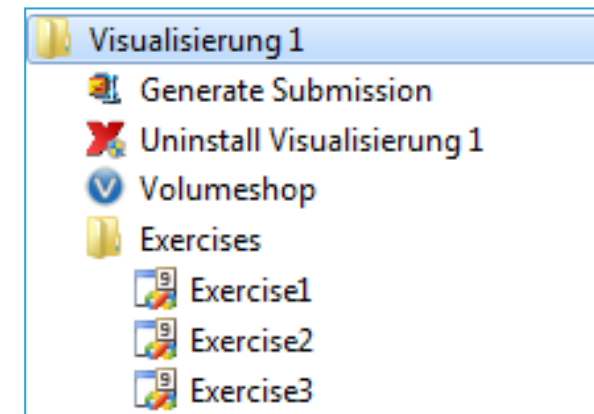 Visualisierung 1
Generate Submission
Uninstall Visualisierung 1
Volumeshop
Exercises
Exercise1
Exercise2
Exercise3